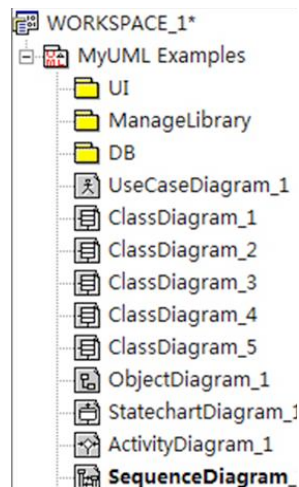 WORKSPACE_1*
MyUML Examples
UI
ManageLibrary
DB
UseCaseDiagram_1
ClassDiagram_1
ClassDiagram_2
ClassDiagram_3
ClassDiagram_4
ClassDiagram_5
ObjectDiagram_1
StatechartDiagram_1
ActivityDiagram_1
SequenceDiagram_